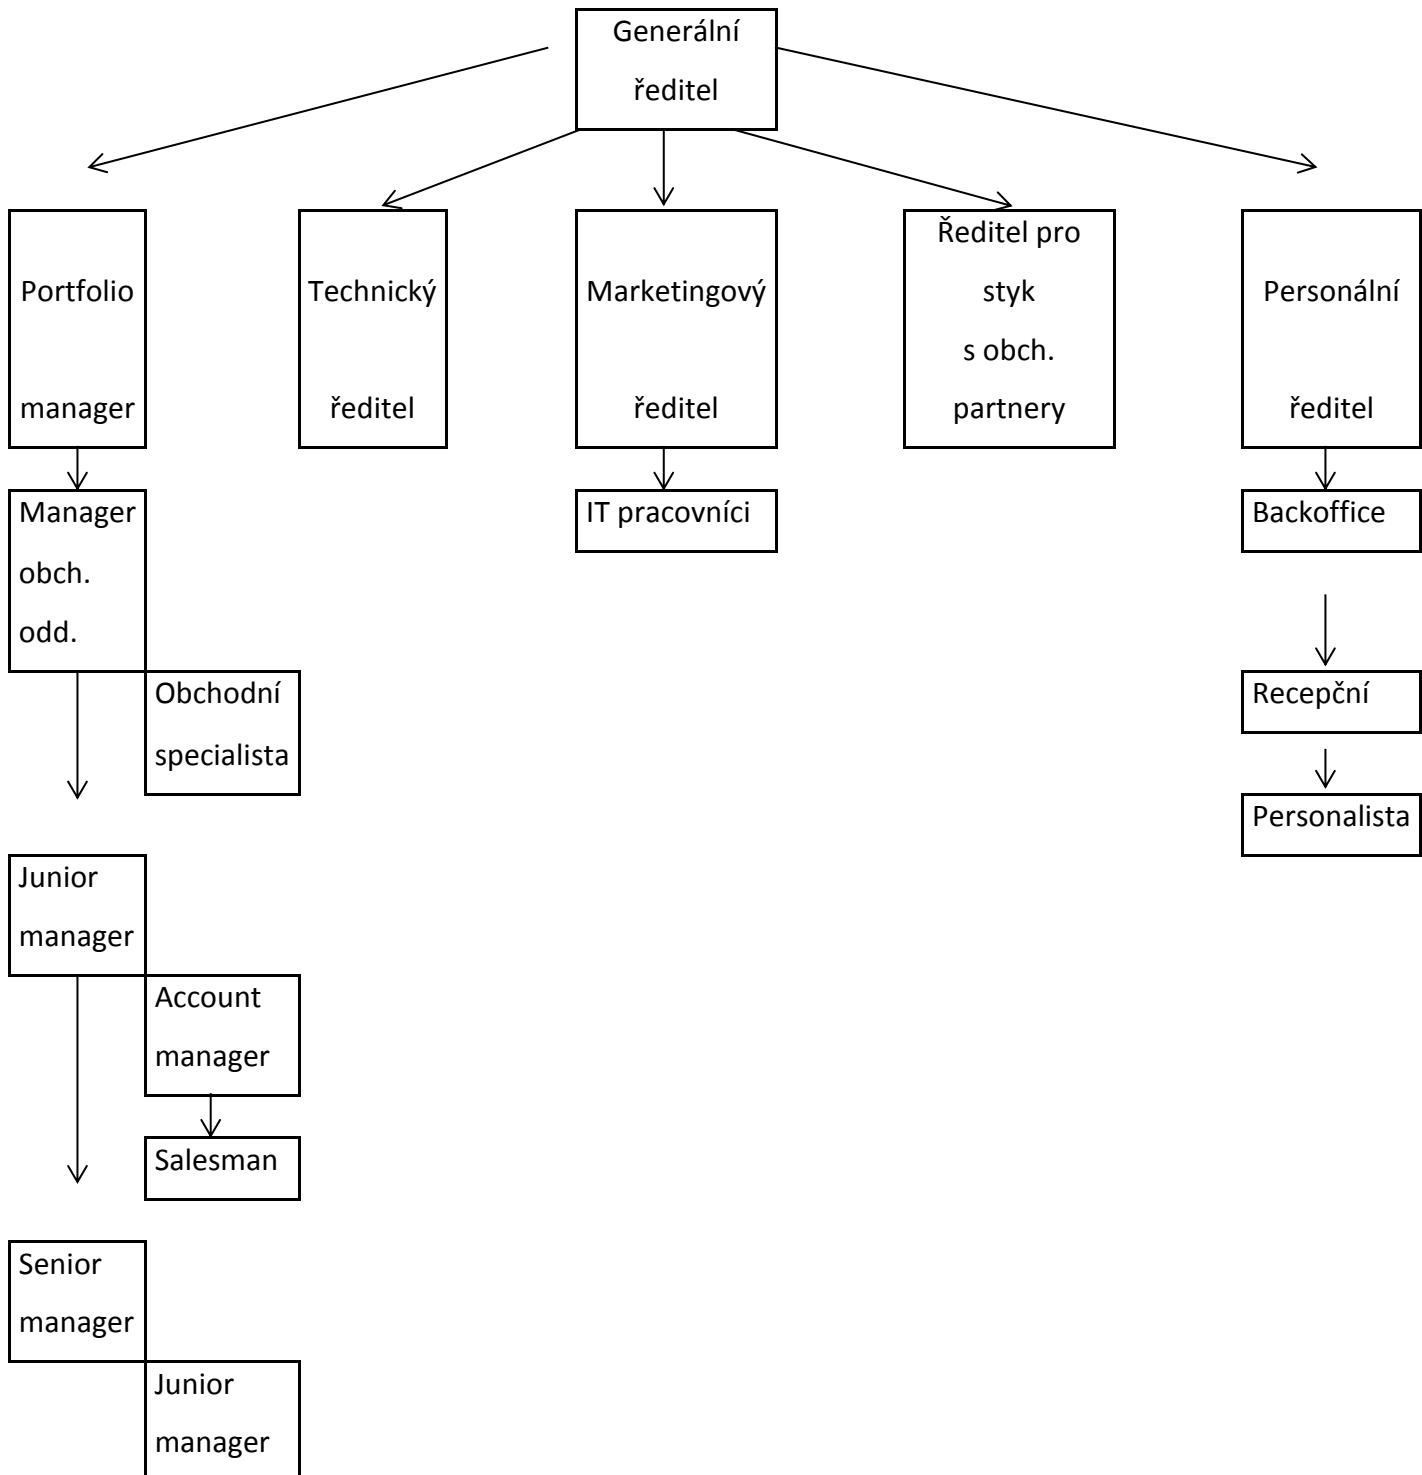 Generální
ředitel
Portfolio
manager
Technický
ředitel
Marketingový
ředitel
Ředitel pro
styk
s obch.
partnery
Personální
ředitel
Manager
obch.
odd.
IT pracovníci
Backoffice
Obchodní
specialista
Recepční
Personalista
Junior
manager
Account
manager
Salesman
Senior
manager
Junior
manager